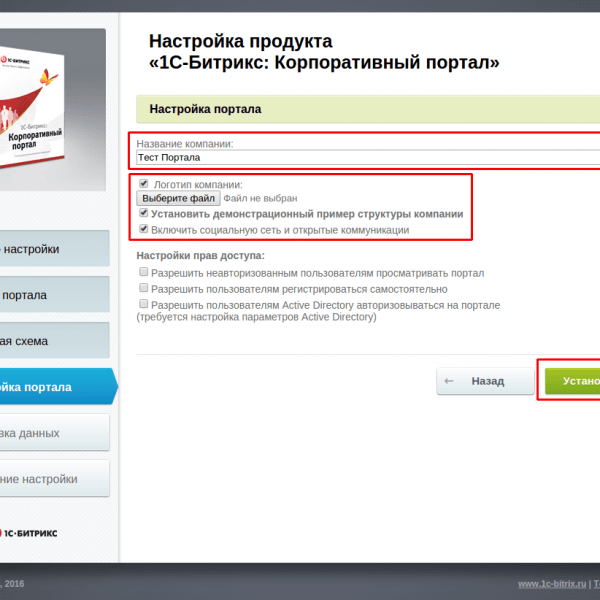 Настройка продукта
«1С-Битрикс: Корпоративный портал»
1С·БИТРИКС
1С-Битрикс:
Корпоративный
портал
Настройка портала
Название компании:
Тест Портала
Логотип компании:
Выберите файл Файл не выбран
Установить демонстрационный пример структуры компании
Включить социальную сеть и открытые коммуникации
Настройки прав доступа:
Разрешить неавторизованным пользователям просматривать портал
Разрешить пользователям регистрироваться самостоятельно
Разрешить пользователям Active Directory авторизовываться на портале
(требуется настройка параметров Active Directory)
← Назад
Устано
о настройки
портала
ая схема
ойка портала
вка данных
ние настройки
1С·БИТРИКС
, 2016
www.1c-bitrix.ru |